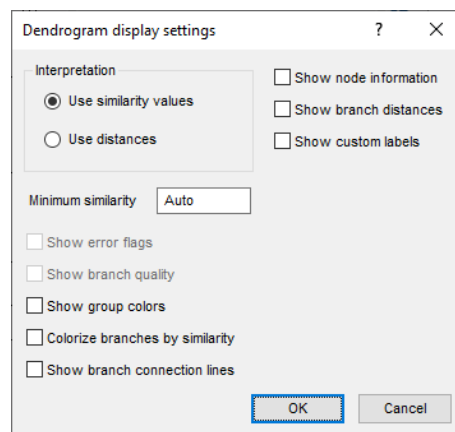 Dendrogram display settings
?
Interpretation
Use similarity values
Use distances
Show node information
Show branch distances
Show custom labels
Minimum similarity Auto
Show error flags
Show branch quality
Show group colors
Colorize branches by similarity
Show branch connection lines
OK Cancel